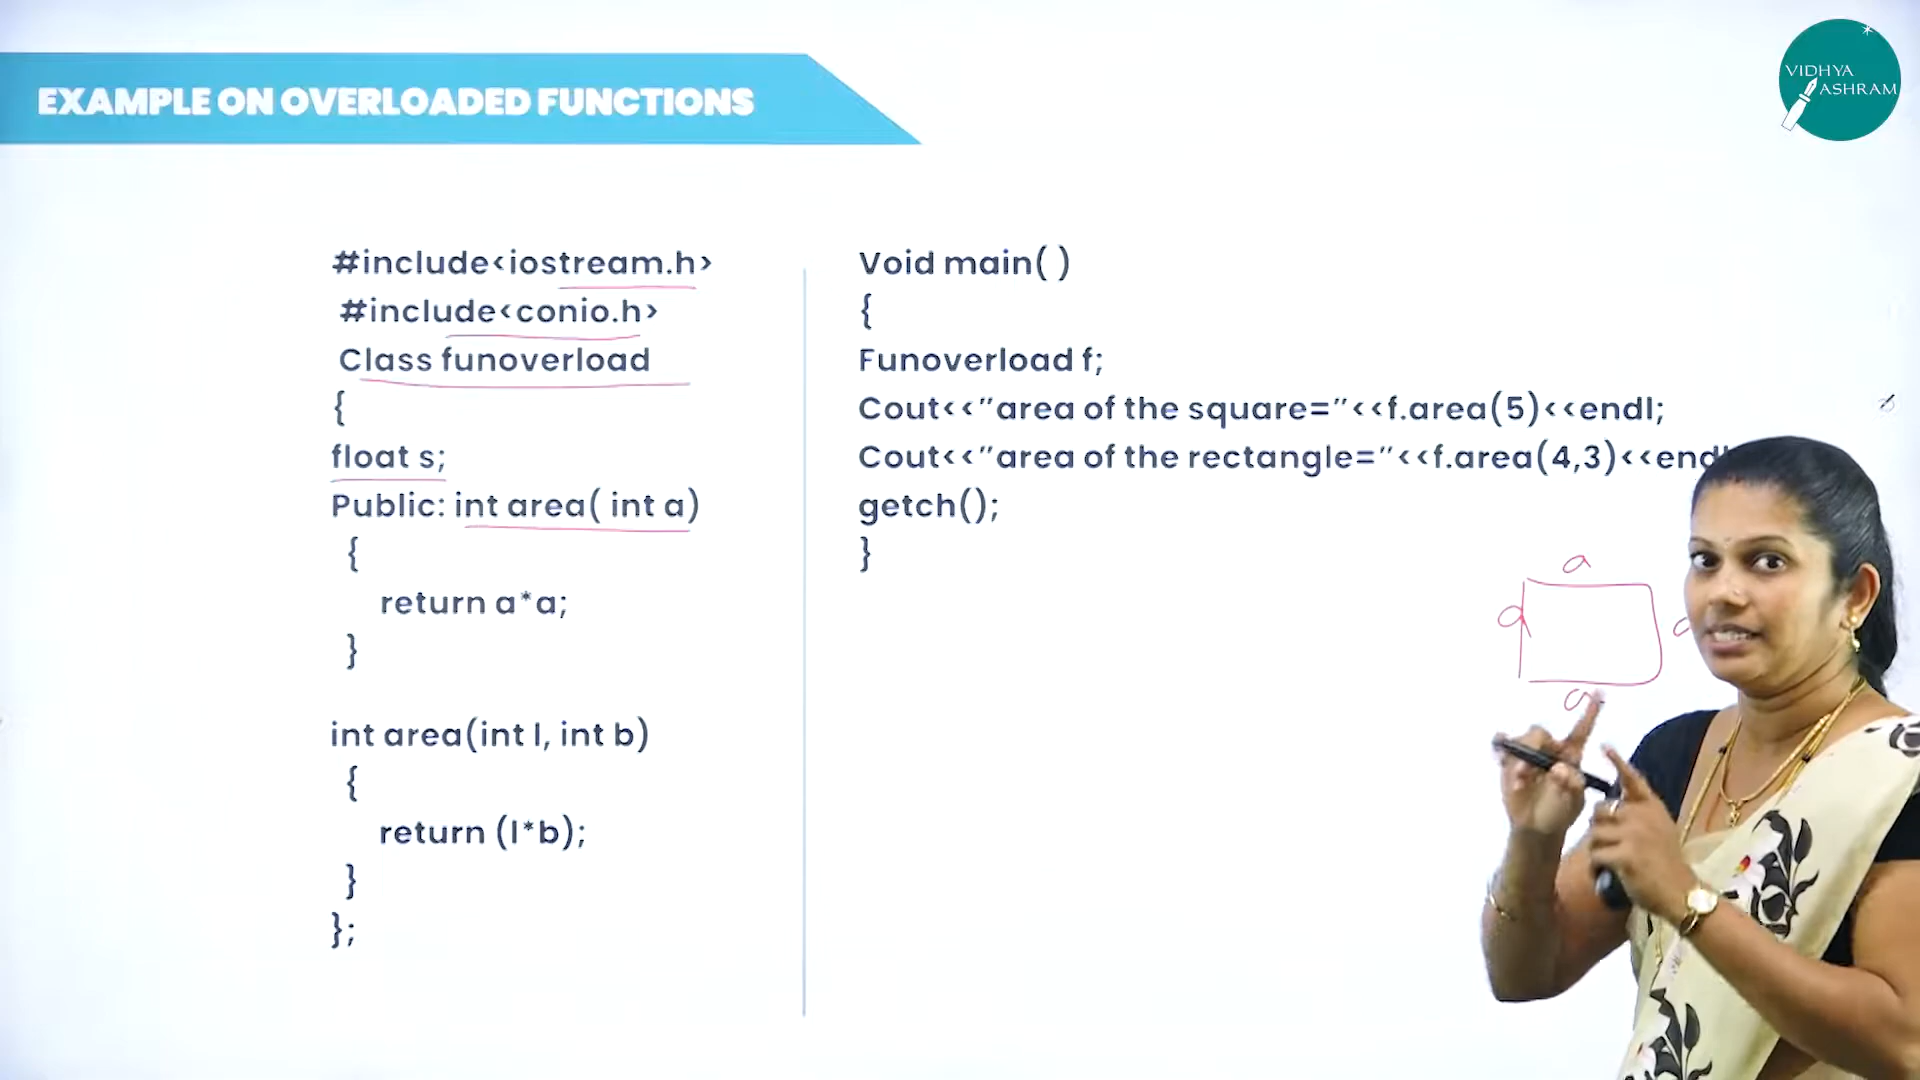 EXAMPLE ON OVERLOADED FUNCTIONS
VIDHYA
ASHRAM
#include<iostream.h>
#include<conio.h>
Class funoverload
{
float s;
Public: int area( int a)
{
return a*a;
}
int area(int l, int b)
{
return (l*b);
}
};
Void main( )
{
Funoverload f;
Cout<<"area of the square="<<f.area(5)<<endl;
Cout<<"area of the rectangle="<<f.area(4,3)<<endl
getch();
}
a
a
a
a